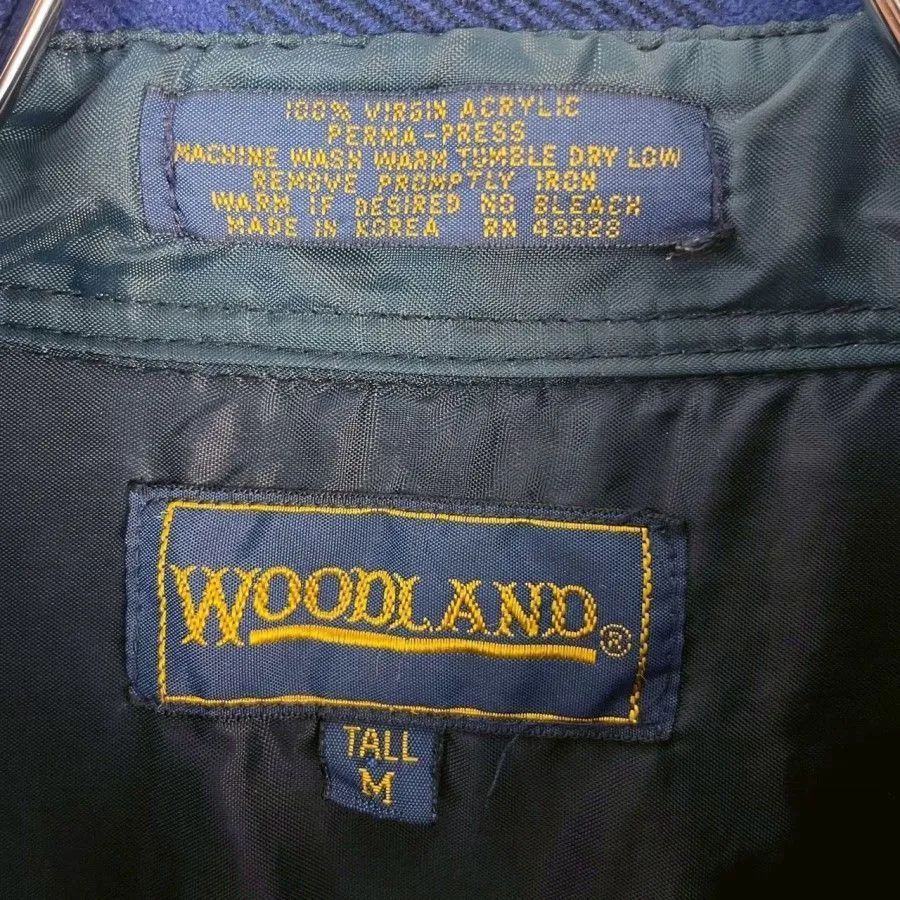 100% VIRGIN ACRYLIC
PERMA-PRESS
MACHINE WASH WARM TUMBLE DRY LOW
REMOVE PROMPTLY IRON
WARM IF DESIRED NO BLEACH
MADE IN KOREA RN 49828
WOODLAND®
TALL
M